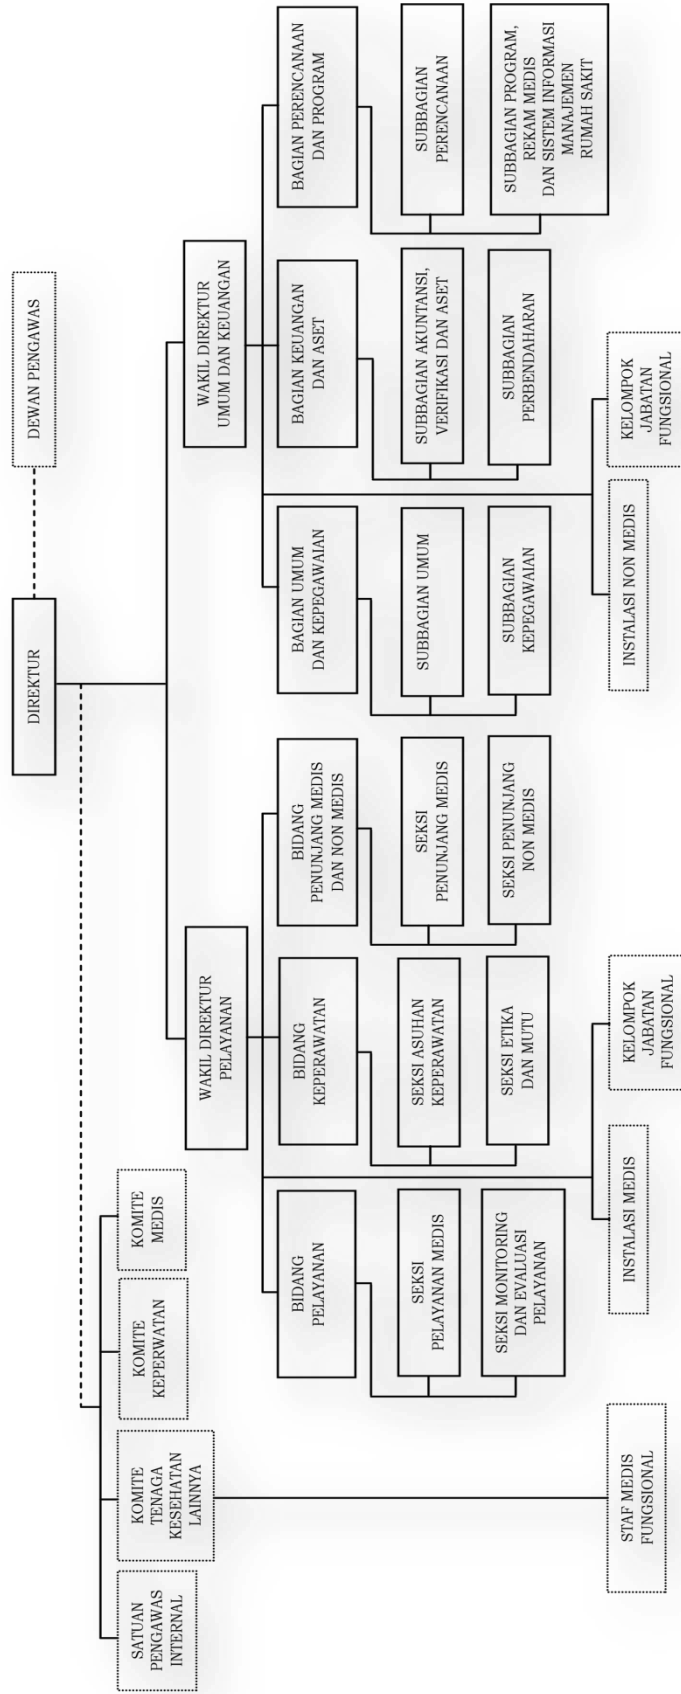 DIREKTUR
DEWAN PENGAWAS
SATUAN
PENGAWAS
INTERNAL
KOMITE
TENAGA
KESEHATAN
LAINNYA
KOMITE
KEPERWATAN
KOMITE
MEDIS
WAKIL DIREKTUR
PELAYANAN
WAKIL DIREKTUR
UMUM DAN KEUANGAN
BIDANG
PELAYANAN
BIDANG
KEPERAWATAN
BIDANG
PENUNJANG MEDIS
DAN NON MEDIS
BAGIAN UMUM
DAN KEPEGAWAIAN
BAGIAN KEUANGAN
DAN ASET
BAGIAN PERENCANAAN
DAN PROGRAM
SEKSI
PELAYANAN MEDIS
SEKSI ASUHAN
KEPERAWATAN
SEKSI
PENUNJANG MEDIS
SUBBAGIAN UMUM
SUBBAGIAN AKUNTANSI,
VERIFIKASI DAN ASET
SUBBAGIAN
PERENCANAAN
SEKSI MONITORING
DAN EVALUASI
PELAYANAN
SEKSI ETIKA
DAN MUTU
SEKSI PENUNJANG
NON MEDIS
SUBBAGIAN
KEPEGAWAIAN
SUBBAGIAN
PERBENDAHARAN
SUBBAGIAN PROGRAM,
REKAM MEDIS
DAN SISTEM INFORMASI
MANAJEMEN
RUMAH SAKIT
STAF MEDIS
FUNGSIONAL
INSTALASI MEDIS
KELOMPOK
JABATAN
FUNGSIONAL
INSTALASI NON MEDIS
KELOMPOK
JABATAN
FUNGSIONAL